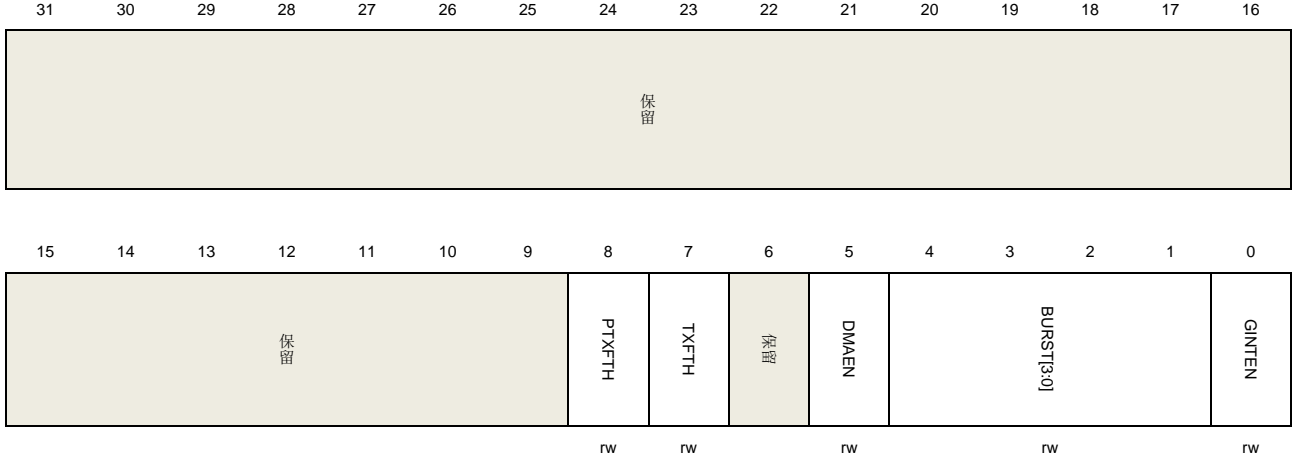 31 30 29 28 27 26 25 24 23 22 21 20 19 18 17 16
保留
15 14 13 12 11 10 9 8 7 6 5 4 3 2 1 0
保留 PTXFTH TXFTH 保留 DMAEN BURST[3:0] GINTEN
rw rw rw rw rw